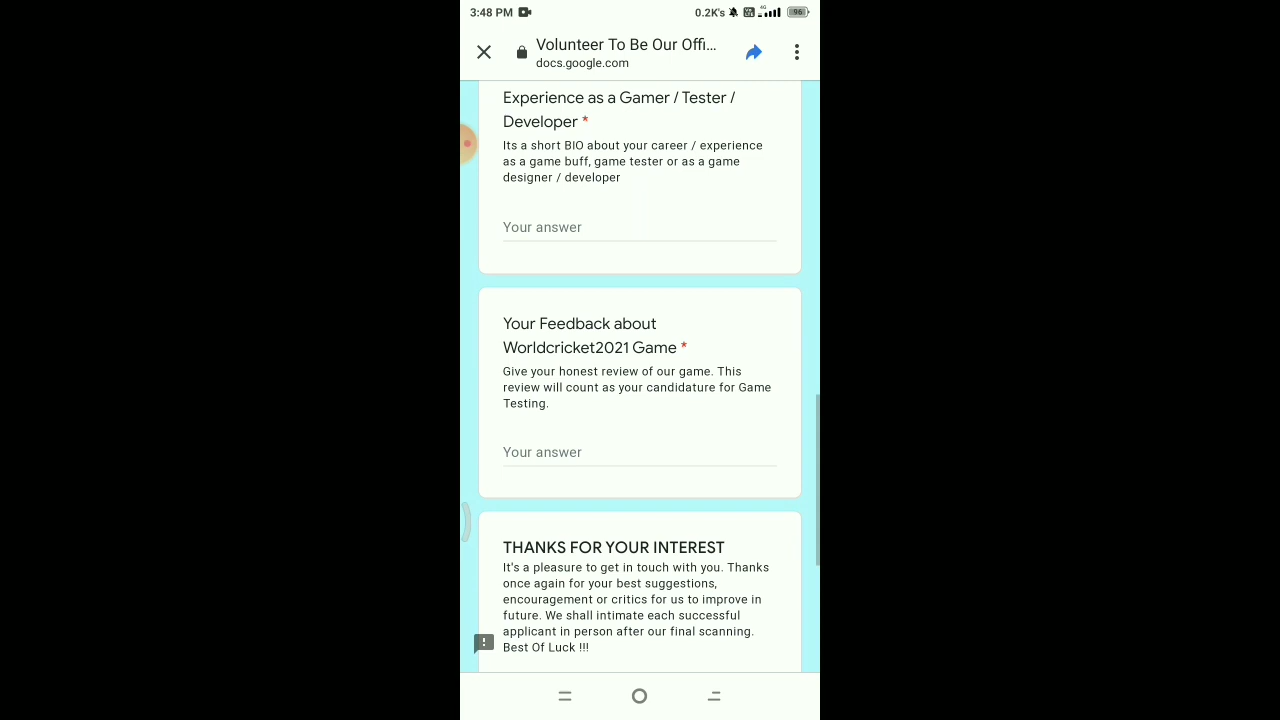 3:48 PM
0.2K's
4G
96
Volunteer To Be Our Offi...
docs.google.com
Experience as a Gamer / Tester /
Developer *
Its a short BIO about your career / experience
as a game buff, game tester or as a game
designer / developer
Your answer
Your Feedback about
Worldcricket2021 Game *
Give your honest review of our game. This
review will count as your candidature for Game
Testing.
Your answer
THANKS FOR YOUR INTEREST
It's a pleasure to get in touch with you. Thanks
once again for your best suggestions,
encouragement or critics for us to improve in
future. We shall intimate each successful
applicant in person after our final scanning.
Best Of Luck !!!